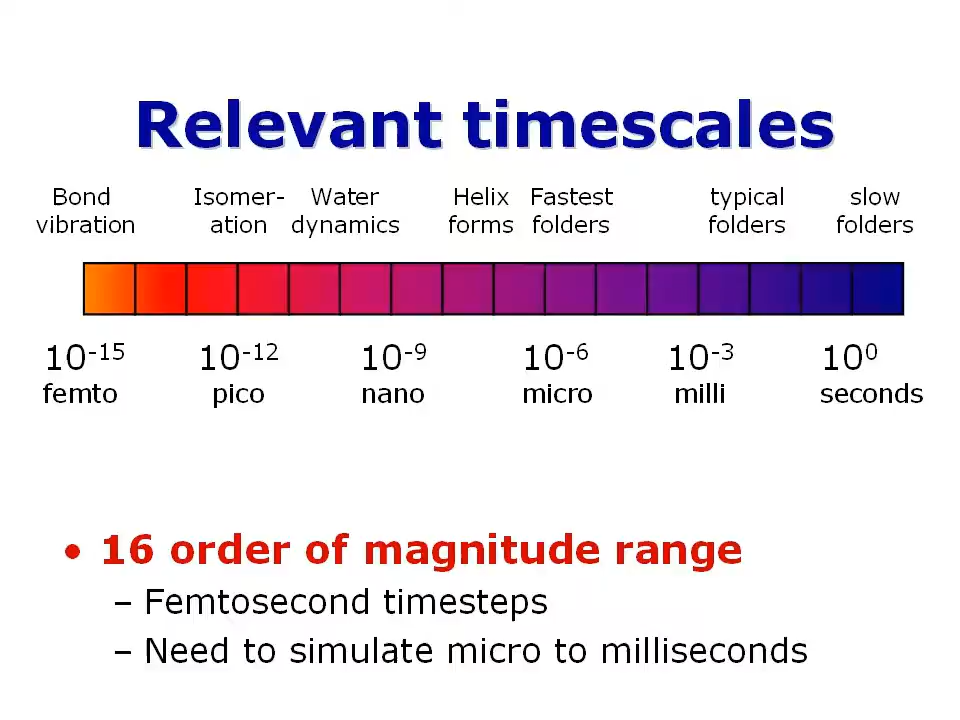 Relevant timescales
Bond Isomer- Water Helix Fastest typical slow
vibration ation dynamics forms folders folders folders
10⁻¹⁵ 10⁻¹² 10⁻⁹ 10⁻⁶ 10⁻³ 10⁰
femto pico nano micro milli seconds
• 16 order of magnitude range
– Femtosecond timesteps
– Need to simulate micro to milliseconds